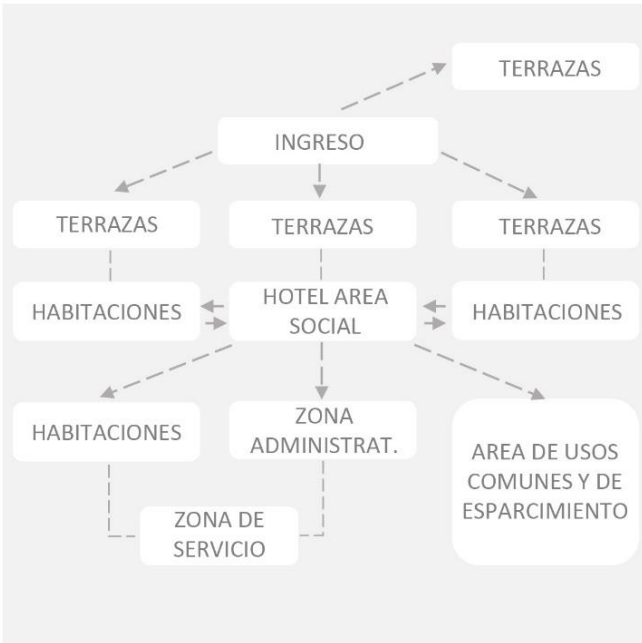 TERRAZAS
INGRESO
TERRAZAS
TERRAZAS
TERRAZAS
HABITACIONES
HOTEL AREA
SOCIAL
HABITACIONES
HABITACIONES
ZONA
ADMINISTRAT.
AREA DE USOS
COMUNES Y DE
ESPARCIMIENTO
ZONA DE
SERVICIO